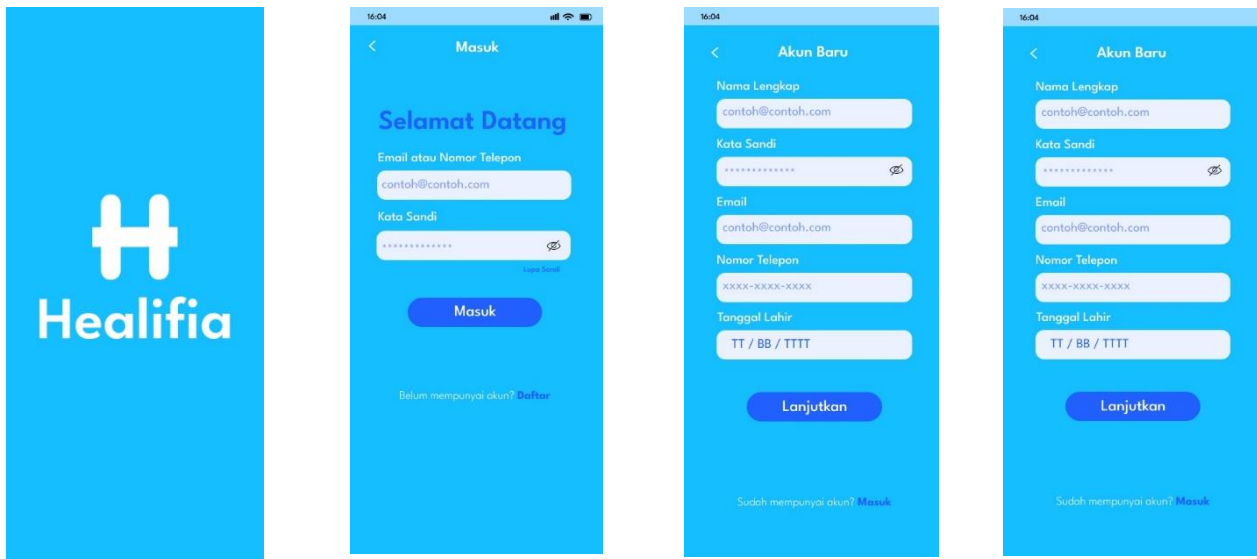 Healifia
16:04
Masuk
Selamat Datang
Email atau Nomor Telepon
contoh@contoh.com
Kata Sandi
*************
Lupa Sandi
Masuk
Belum mempunyai akun? Daftar
16:04
Akun Baru
Nama Lengkap
contoh@contoh.com
Kata Sandi
*************
Email
contoh@contoh.com
Nomor Telepon
xxxx-xxxx-xxxx
Tanggal Lahir
TT / BB / TTTT
Lanjutkan
Sudah mempunyai akun? Masuk
16:04
Akun Baru
Nama Lengkap
contoh@contoh.com
Kata Sandi
*************
Email
contoh@contoh.com
Nomor Telepon
xxxx-xxxx-xxxx
Tanggal Lahir
TT / BB / TTTT
Lanjutkan
Sudah mempunyai akun? Masuk